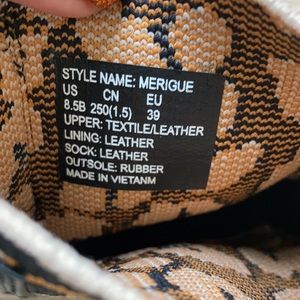 STYLE NAME: MERIGUE
US CN EU
8.5B 250(1.5) 39
UPPER: TEXTILE/LEATHER
LINING: LEATHER
SOCK: LEATHER
OUTSOLE: RUBBER
MADE IN VIETANM